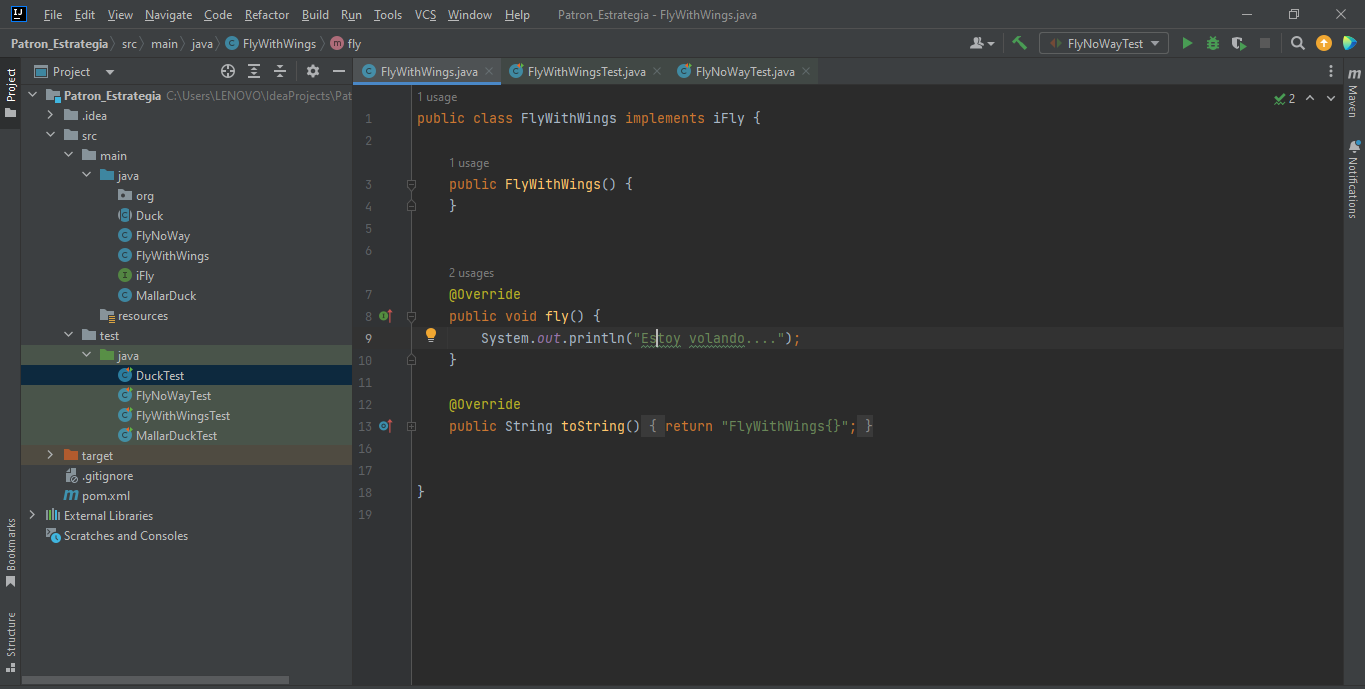 File Edit View Navigate Code Refactor Build Run Tools VCS Window Help Patron_Estrategia - FlyWithWings.java
Patron_Estrategia src main java FlyWithWings fly FlyNoWayTest
Project FlyWithWings.java FlyWithWingsTest.java FlyNoWayTest.java
Project
Patron_Estrategia C:\Users\LENOVO\IdeaProjects\Pat
.idea
src
main
java
org
Duck
FlyNoWay
FlyWithWings
iFly
MallarDuck
resources
test
java
DuckTest
FlyNoWayTest
FlyWithWingsTest
MallarDuckTest
target
.gitignore
pom.xml
External Libraries
Scratches and Consoles
Bookmarks
Structure
1 usage
2
1 public class FlyWithWings implements iFly {
2
1 usage
3 public FlyWithWings() {
4 }
5
6
2 usages
7 @Override
8 public void fly() {
9 System.out.println("Estoy volando....");
10 }
11
12 @Override
13 public String toString() { return "FlyWithWings{}"; }
16
17
18 }
19
Maven
Notifications